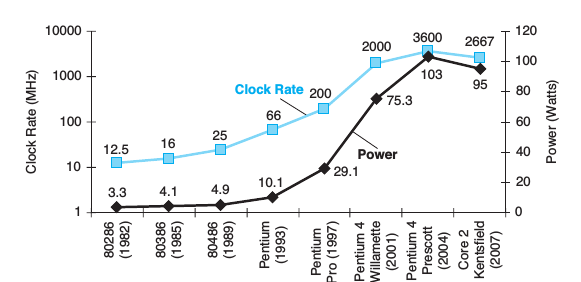 10000
1000
100
10
1
Clock Rate (MHz)
120
100
80
60
40
20
0
Power (Watts)
12.5
16
25
66
200
2000
3600
2667
Clock Rate
3.3
4.1
4.9
10.1
29.1
75.3
103
95
Power
80286
(1982)
80386
(1985)
80486
(1989)
Pentium
(1993)
Pentium
Pro (1997)
Pentium 4
Willamette
(2001)
Pentium 4
Prescott
(2004)
Core 2
Kentsfield
(2007)